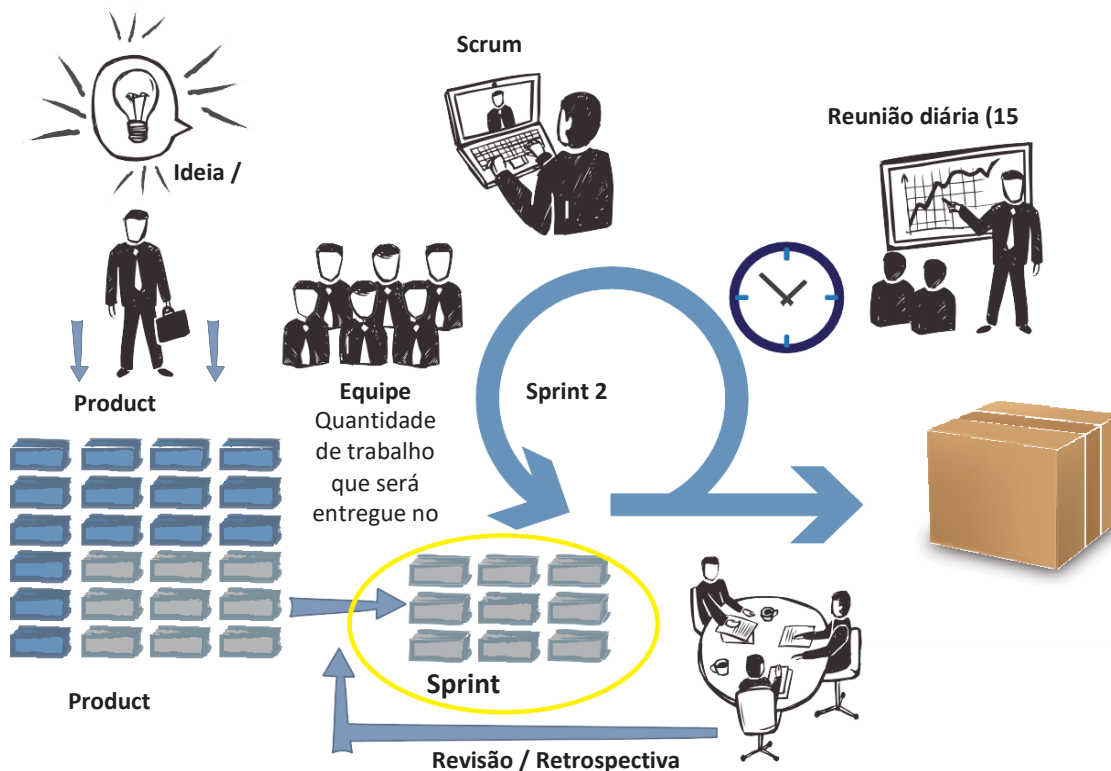 Scrum
Reunião diária (15
Ideia /
Product
Equipe
Quantidade
de trabalho
que será
entregue no
Sprint 2
Sprint
Product
Revisão / Retrospectiva